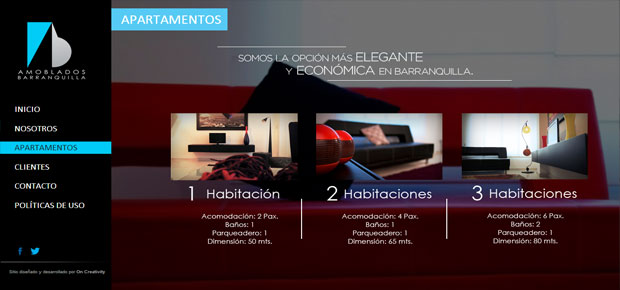 AMOBLADOS
BARRANQUILLA
INICIO
NOSOTROS
APARTAMENTOS
CLIENTES
CONTACTO
POLÍTICAS DE USO
Sitio diseñado y desarrollado por On Creativity
APARTAMENTOS
SOMOS LA OPCIÓN MÁS ELEGANTE
Y ECONÓMICA EN BARRANQUILLA.
1 Habitación
Acomodación: 2 Pax.
Baños: 1
Parqueadero: 1
Dimensión: 50 mts.
2 Habitaciones
Acomodación: 4 Pax.
Baños: 1
Parqueadero: 1
Dimensión: 65 mts.
3 Habitaciones
Acomodación: 6 Pax.
Baños: 2
Parqueadero: 1
Dimensión: 80 mts.